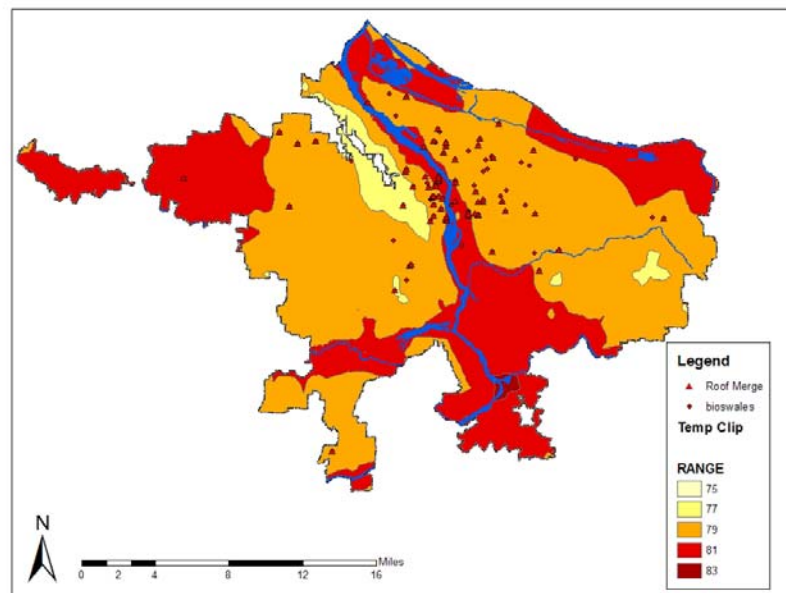 Legend
Roof Merge
bioswales
Temp Clip
RANGE
75
77
79
81
83
N
Miles
0 2 4 8 12 16